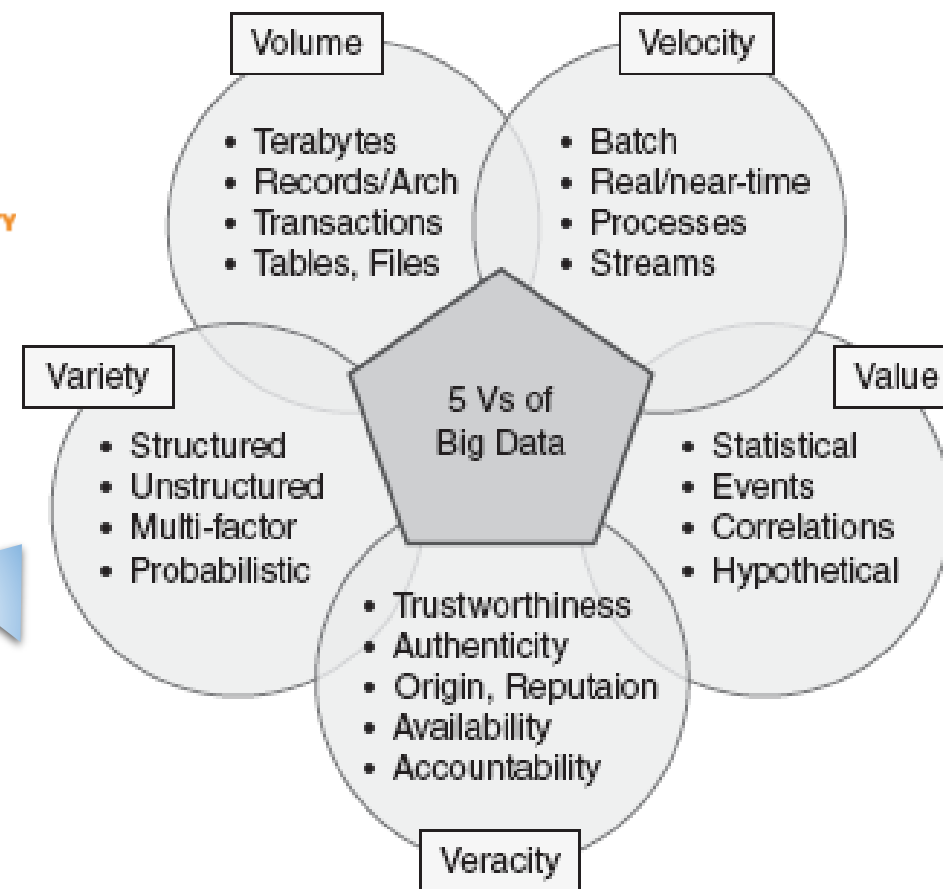 Volume
• Terabytes
• Records/Arch
• Transactions
• Tables, Files
Velocity
• Batch
• Real/near-time
• Processes
• Streams
Variety
• Structured
• Unstructured
• Multi-factor
• Probabilistic
5 Vs of
Big Data
Value
• Statistical
• Events
• Correlations
• Hypothetical
• Trustworthiness
• Authenticity
• Origin, Reputaion
• Availability
• Accountability
Veracity